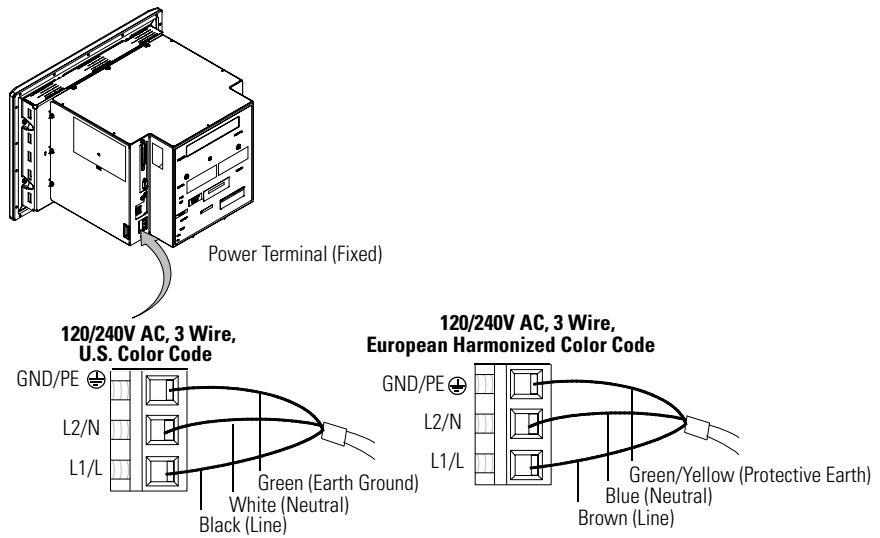 Power Terminal (Fixed)
120/240V AC, 3 Wire,
U.S. Color Code
GND/PE
L2/N
L1/L
Green (Earth Ground)
White (Neutral)
Black (Line)
120/240V AC, 3 Wire,
European Harmonized Color Code
GND/PE
L2/N
L1/L
Green/Yellow (Protective Earth)
Blue (Neutral)
Brown (Line)